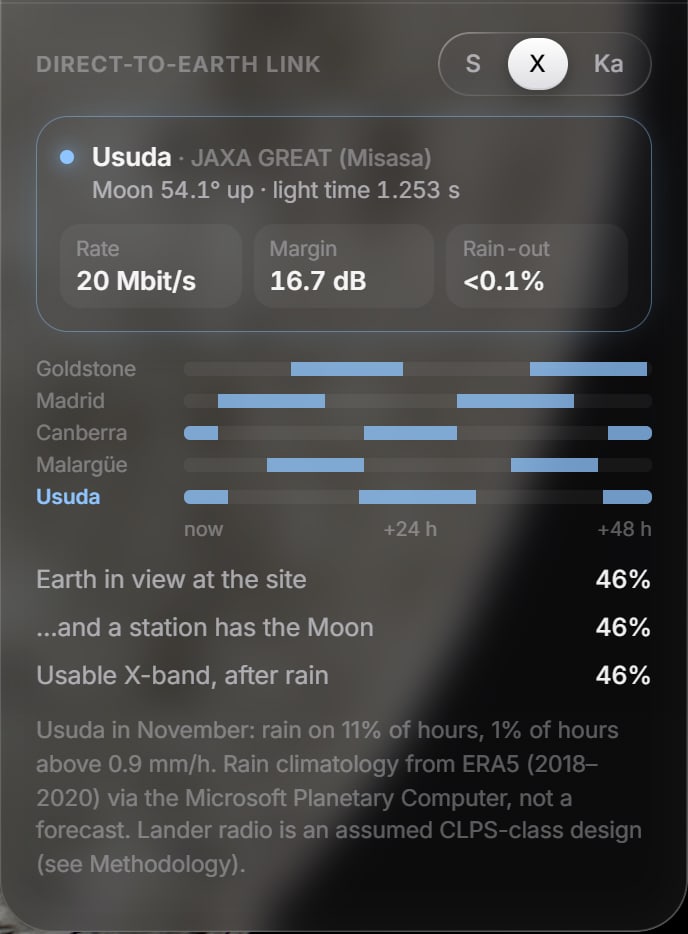 DIRECT-TO-EARTH LINK
S X Ka
Usuda · JAXA GREAT (Misasa)
Moon 54.1° up · light time 1.253 s
Rate Margin Rain-out
20 Mbit/s 16.7 dB <0.1%
Goldstone
Madrid
Canberra
Malargüe
Usuda
now +24 h +48 h
Earth in view at the site 46%
...and a station has the Moon 46%
Usable X-band, after rain 46%
Usuda in November: rain on 11% of hours, 1% of hours
above 0.9 mm/h. Rain climatology from ERA5 (2018–
2020) via the Microsoft Planetary Computer, not a
forecast. Lander radio is an assumed CLPS-class design
(see Methodology).